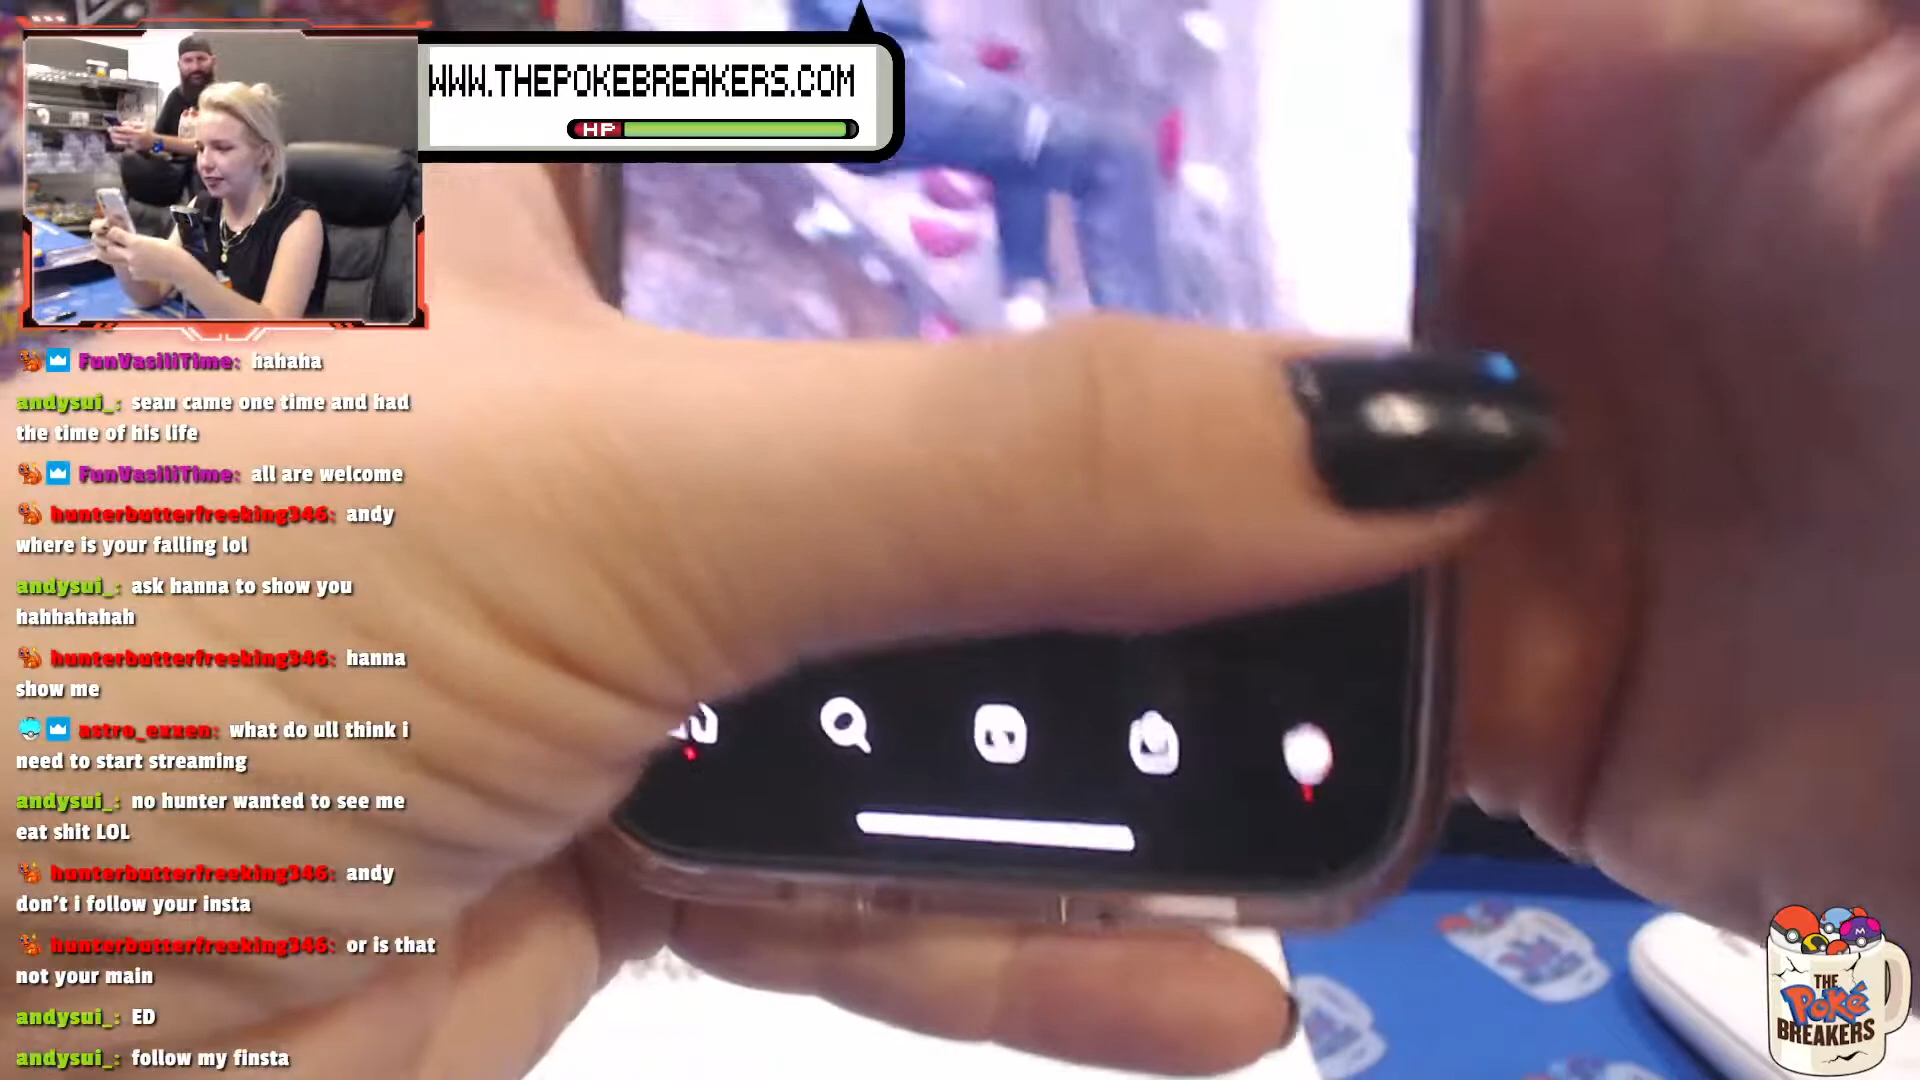 WWW.THEPOKEBREAKERS.COM
HP
FunVasiliTime: hahaha
andysui_: sean came one time and had
the time of his life
FunVasiliTime: all are welcome
hunterbutterfreeking346: andy
where is your falling lol
andysui_: ask hanna to show you
hahhahahah
hunterbutterfreeking346: hanna
show me
astro_exxen: what do ull think i
need to start streaming
andysui_: no hunter wanted to see me
eat shit LOL
hunterbutterfreeking346: andy
don't i follow your insta
hunterbutterfreeking346: or is that
not your main
andysui_: ED
andysui_: follow my finsta
THE
Poké
BREAKERS